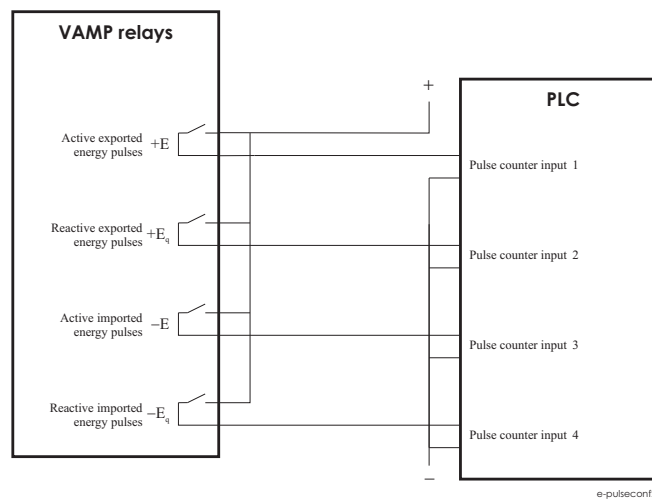 VAMP relays
+
PLC
Active exported
energy pulses
+E
Pulse counter input 1
Reactive exported
energy pulses
+Eq
Pulse counter input 2
Active imported
energy pulses
−E
Pulse counter input 3
Reactive imported
energy pulses
−Eq
Pulse counter input 4
−
e-pulseconf